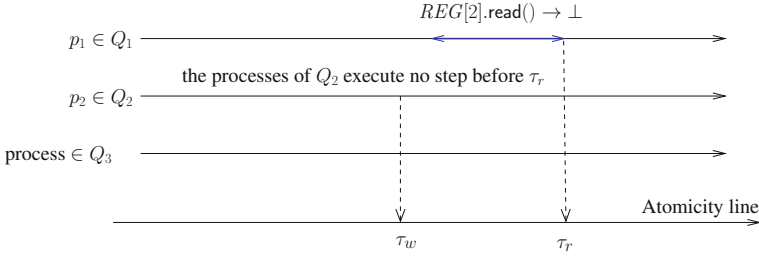 REG[2].read() → ⊥
p₁ ∈ Q₁
the processes of Q₂ execute no step before τᵣ
p₂ ∈ Q₂
process ∈ Q₃
Atomicity line
τ_w τᵣ